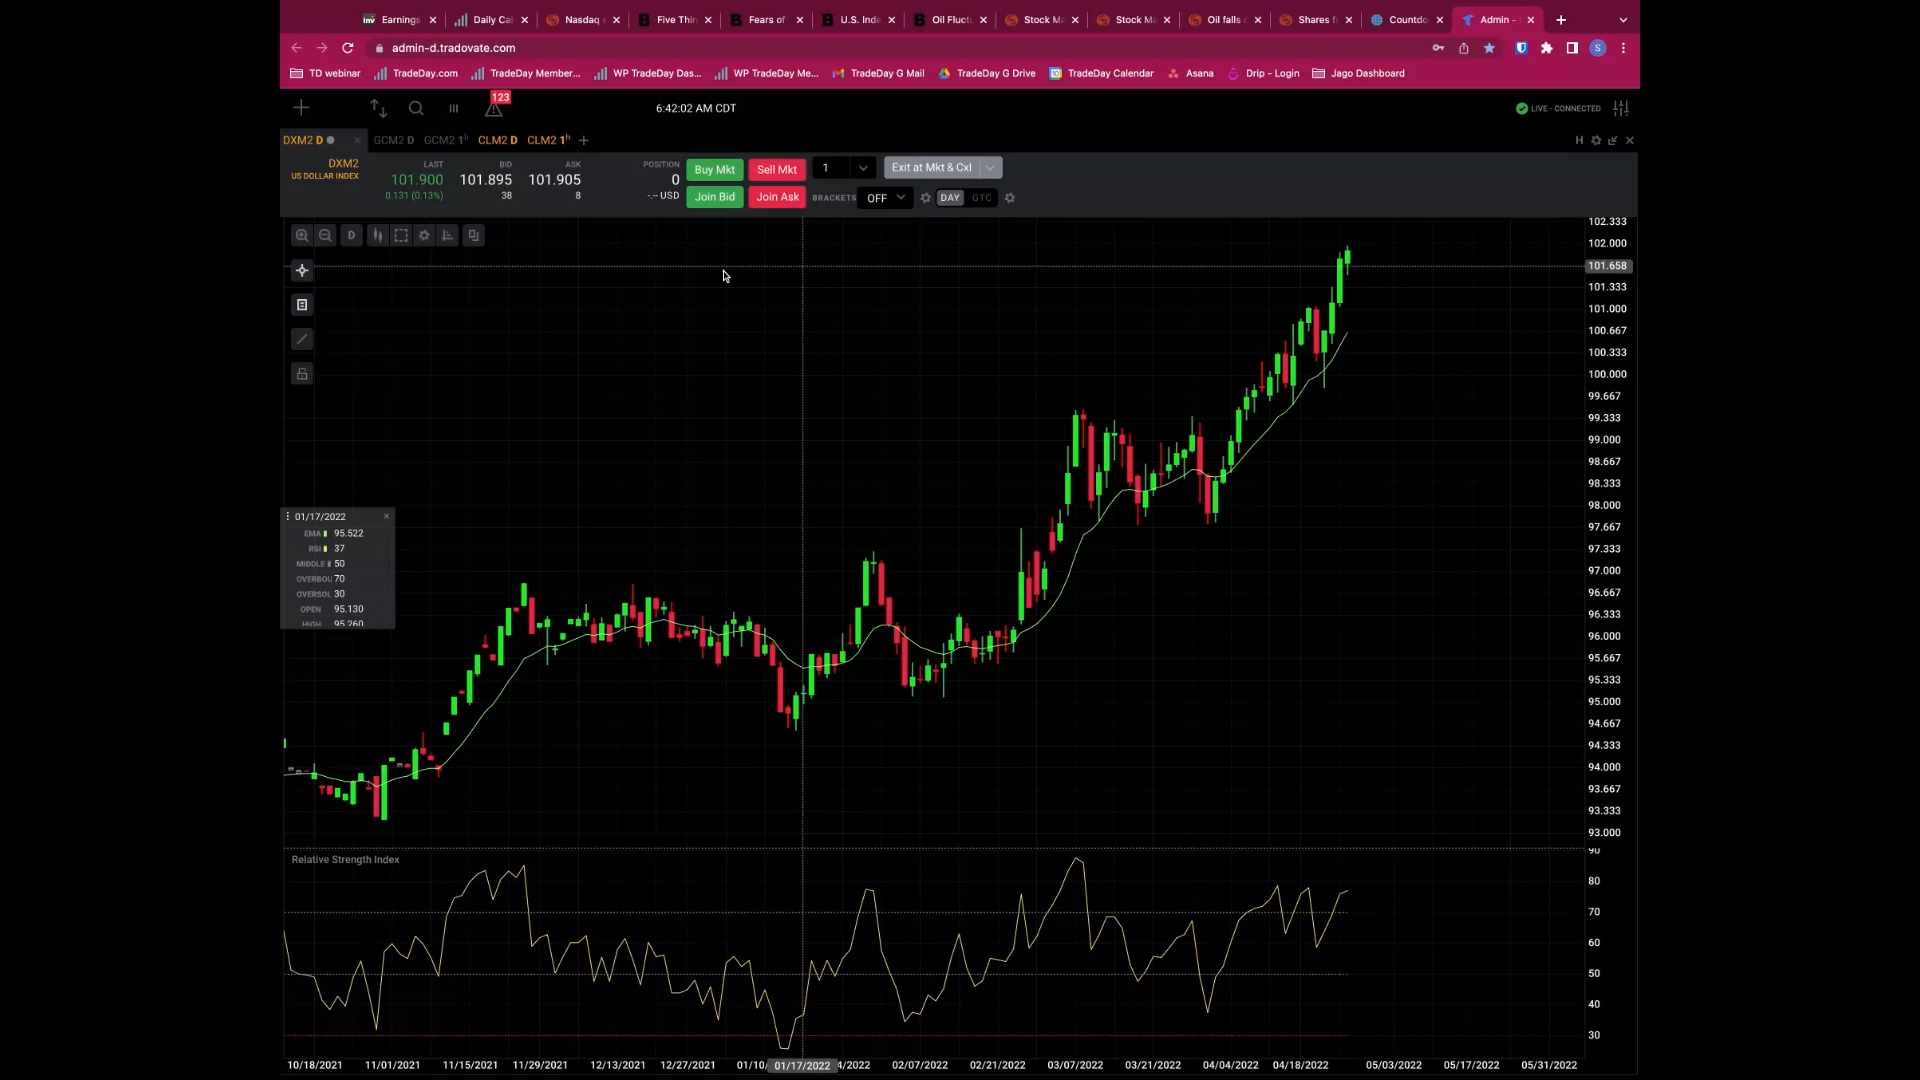 Earnings Daily Cal Nasdaq Five Thin Fears of U.S. Inde Oil Fluct Stock Ma Stock Ma Oil falls Shares f Countdo Admin -
admin-d.tradovate.com S
TD webinar TradeDay.com TradeDay Member... WP TradeDay Das... WP TradeDay Me... TradeDay G Mail TradeDay G Drive TradeDay Calendar Asana Drip – Login Jago Dashboard
123
6:42:02 AM CDT LIVE - CONNECTED
DXM2 D GCM2 D GCM2 1h CLM2 D CLM2 1h H
DXM2 LAST BID ASK POSITION Buy Mkt Sell Mkt 1 Exit at Mkt & Cxl
US DOLLAR INDEX 101.900 101.895 101.905 0
0.131 (0.13%) 38 8 -.-- USD Join Bid Join Ask BRACKETS OFF DAY GTC
D
102.333
102.000
101.658
101.333
101.000
100.667
100.333
100.000
99.667
99.333
99.000
98.667
98.333
98.000
97.667
97.333
97.000
96.667
96.333
96.000
95.667
95.333
95.000
94.667
94.333
94.000
93.667
93.333
93.000
01/17/2022
EMA 95.522
RSI 37
MIDDLE 50
OVERBOU 70
OVERSOL 30
OPEN 95.130
HIGH 95.260
Relative Strength Index
90
80
70
60
50
40
30
10/18/2021 11/01/2021 11/15/2021 11/29/2021 12/13/2021 12/27/2021 01/10/ 01/17/2022 4/2022 02/07/2022 02/21/2022 03/07/2022 03/21/2022 04/04/2022 04/18/2022 05/03/2022 05/17/2022 05/31/2022